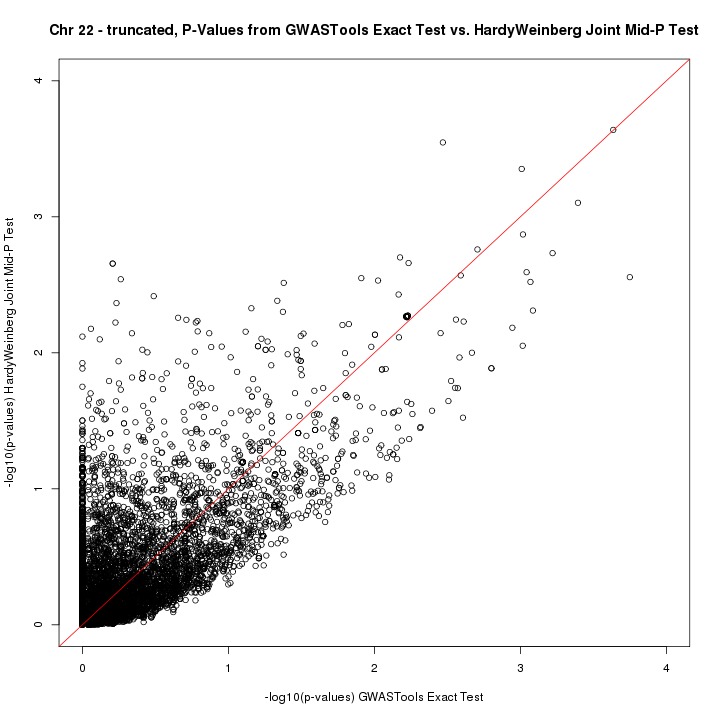 Chr 22 - truncated, P-Values from GWASTools Exact Test vs. HardyWeinberg Joint Mid-P Test
-log10(p-values) HardyWeinberg Joint Mid-P Test
4
3
2
1
0
0 1 2 3 4
-log10(p-values) GWASTools Exact Test